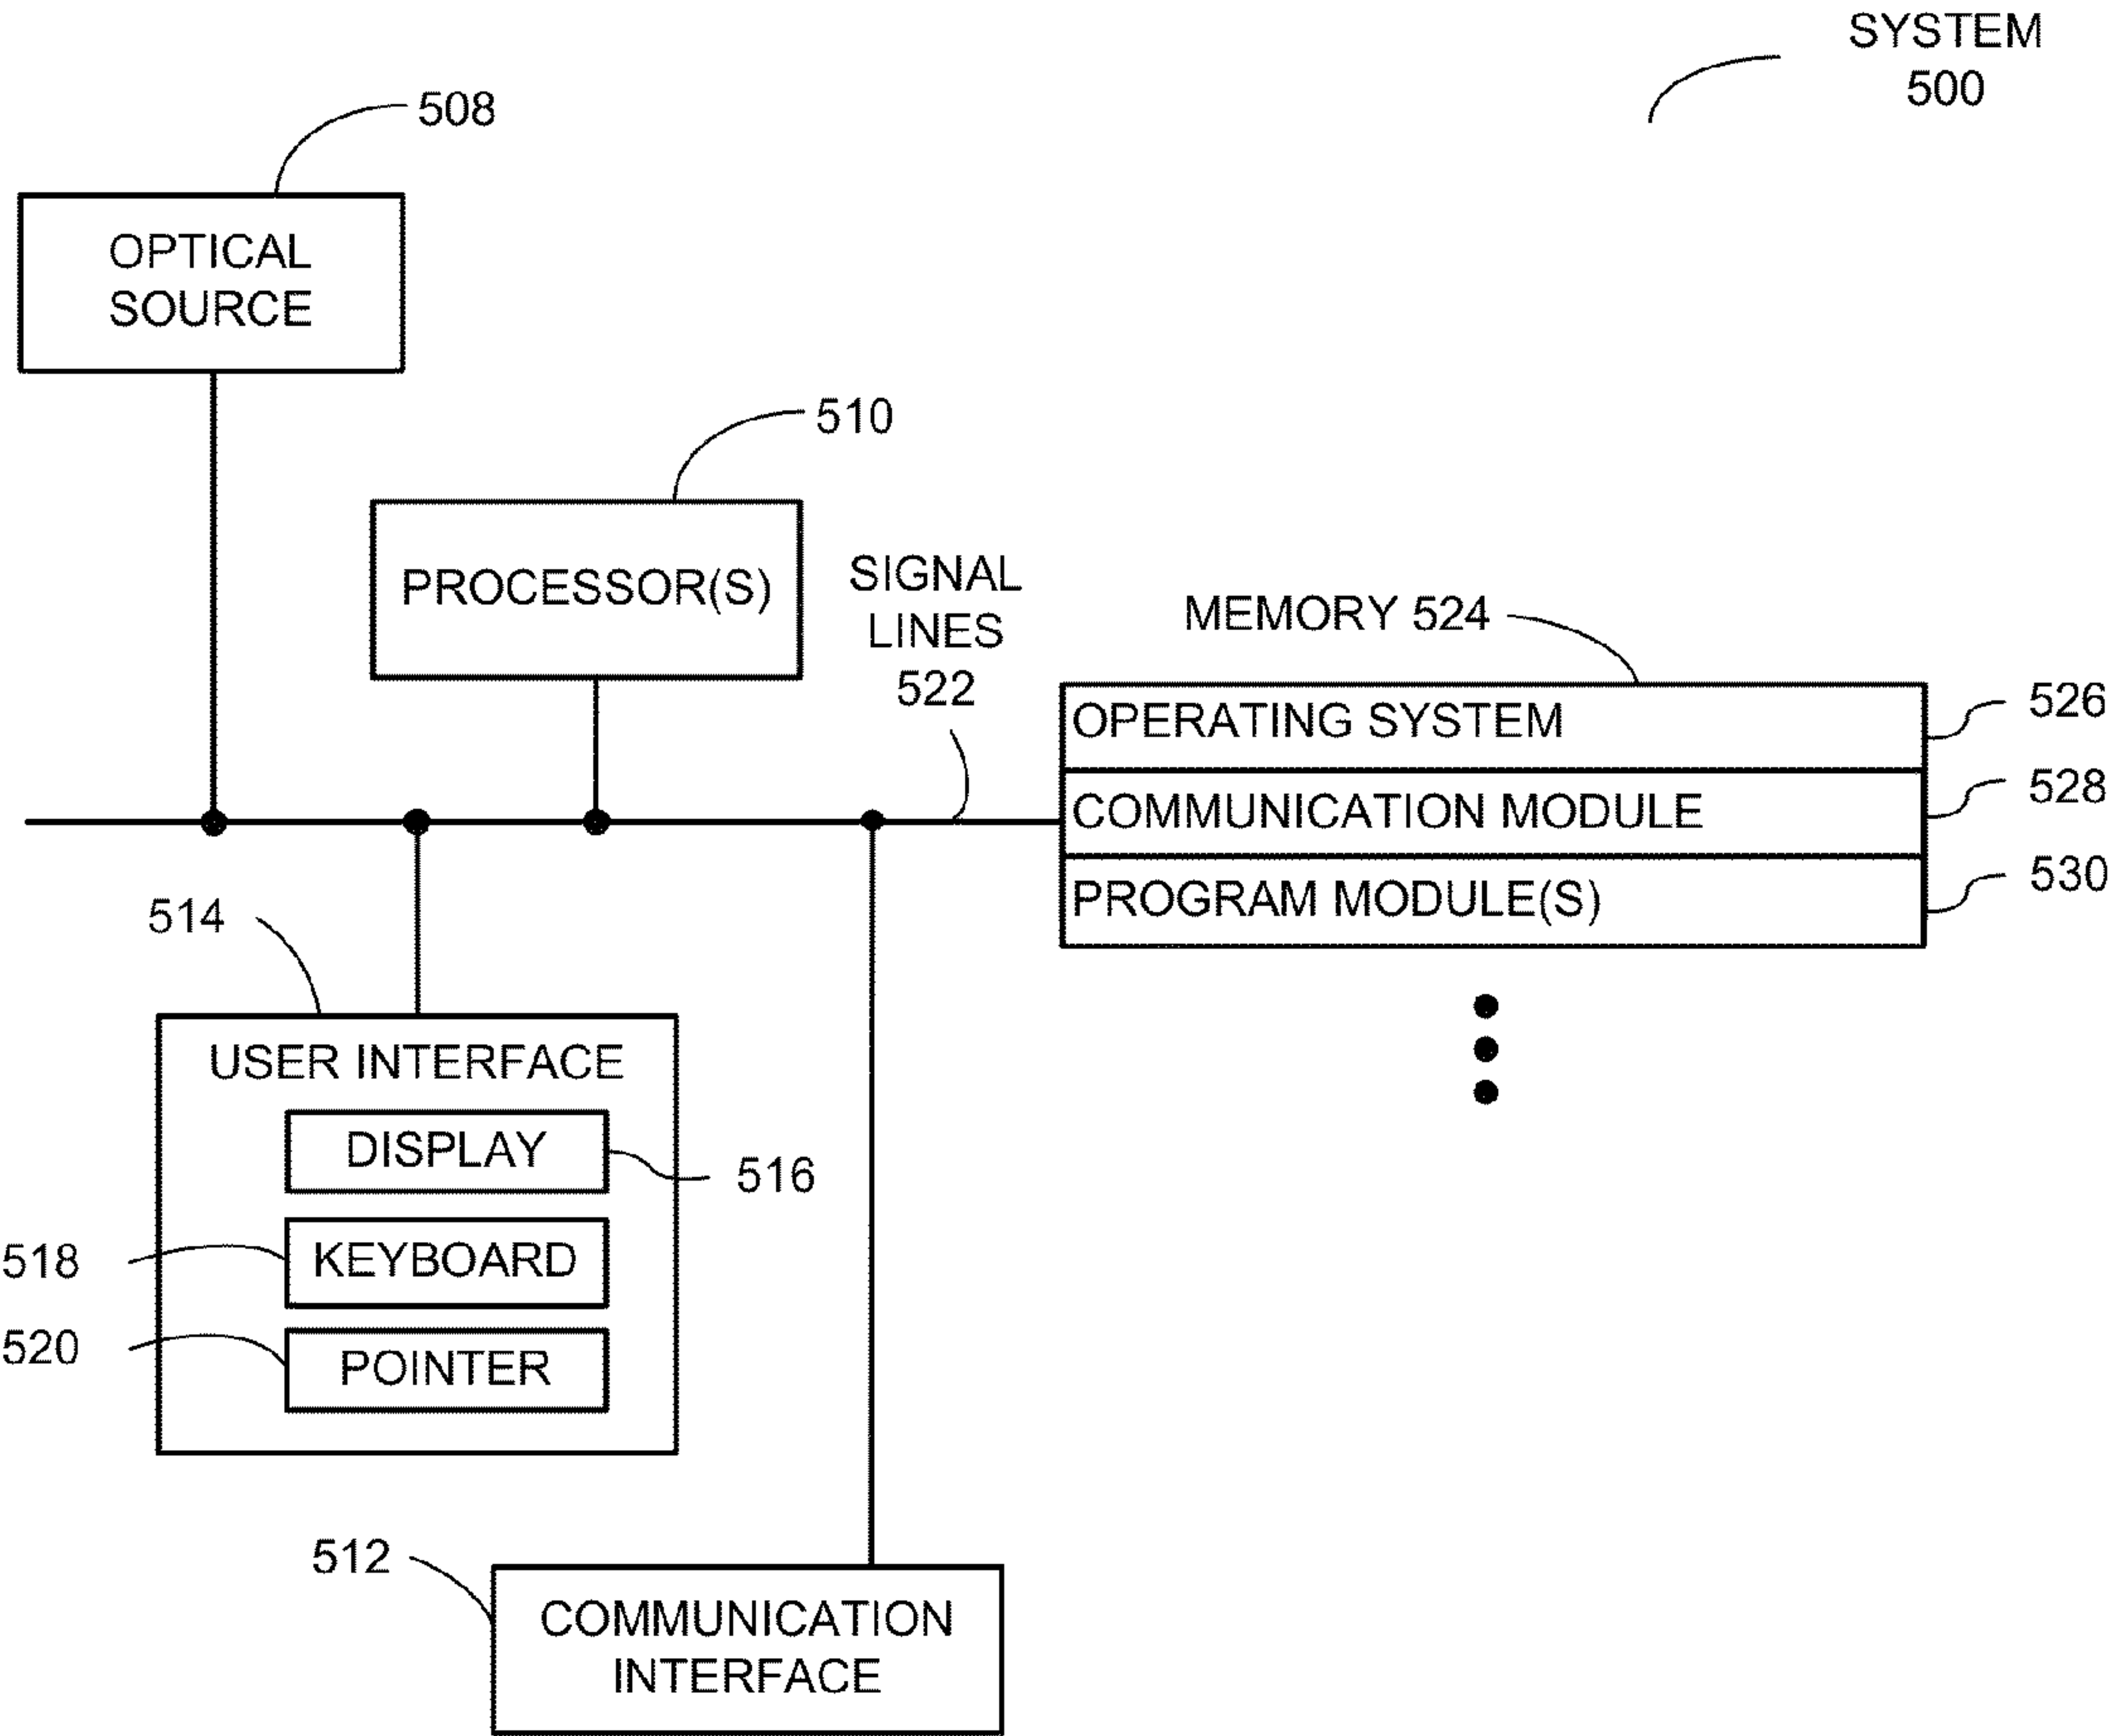 SYSTEM
500
508
OPTICAL
SOURCE
510
PROCESSOR(S)
SIGNAL
LINES
522
MEMORY 524
OPERATING SYSTEM
526
COMMUNICATION MODULE
528
PROGRAM MODULE(S)
530
514
USER INTERFACE
DISPLAY
516
518
KEYBOARD
520
POINTER
512
COMMUNICATION
INTERFACE